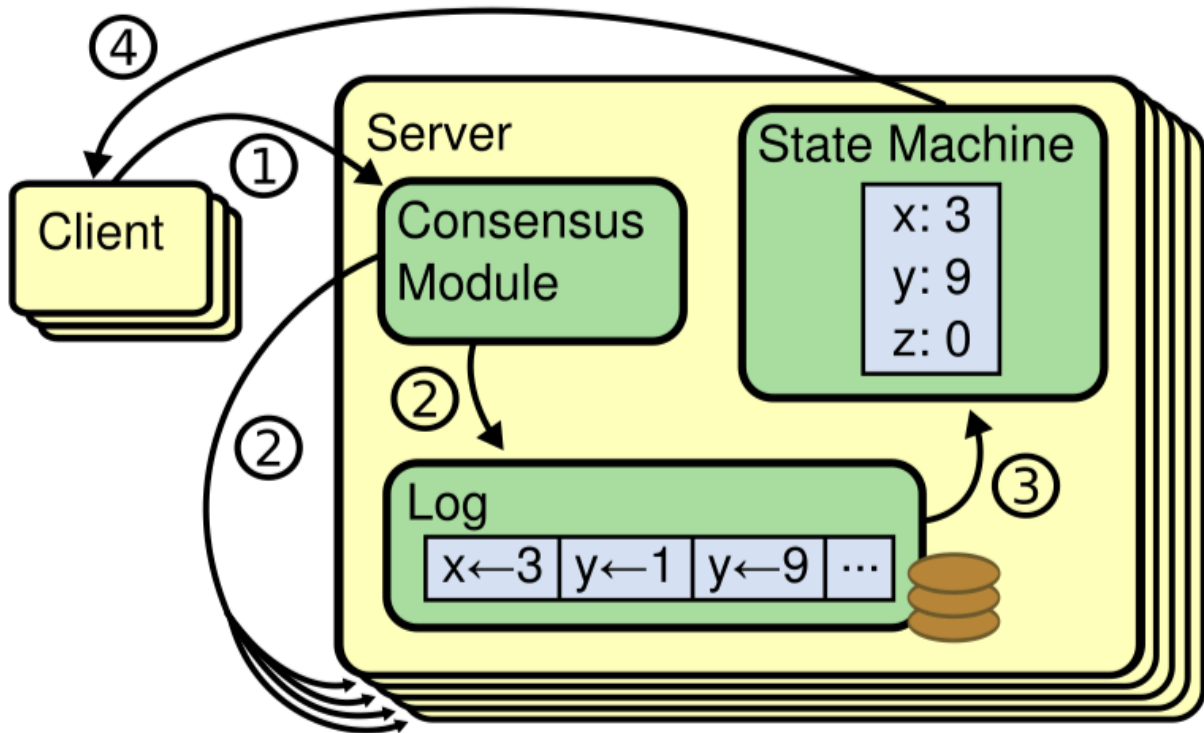 ④
①
Server
State Machine
Client
Consensus
Module
x: 3
y: 9
z: 0
②
②
③
Log
x←3 y←1 y←9 ...